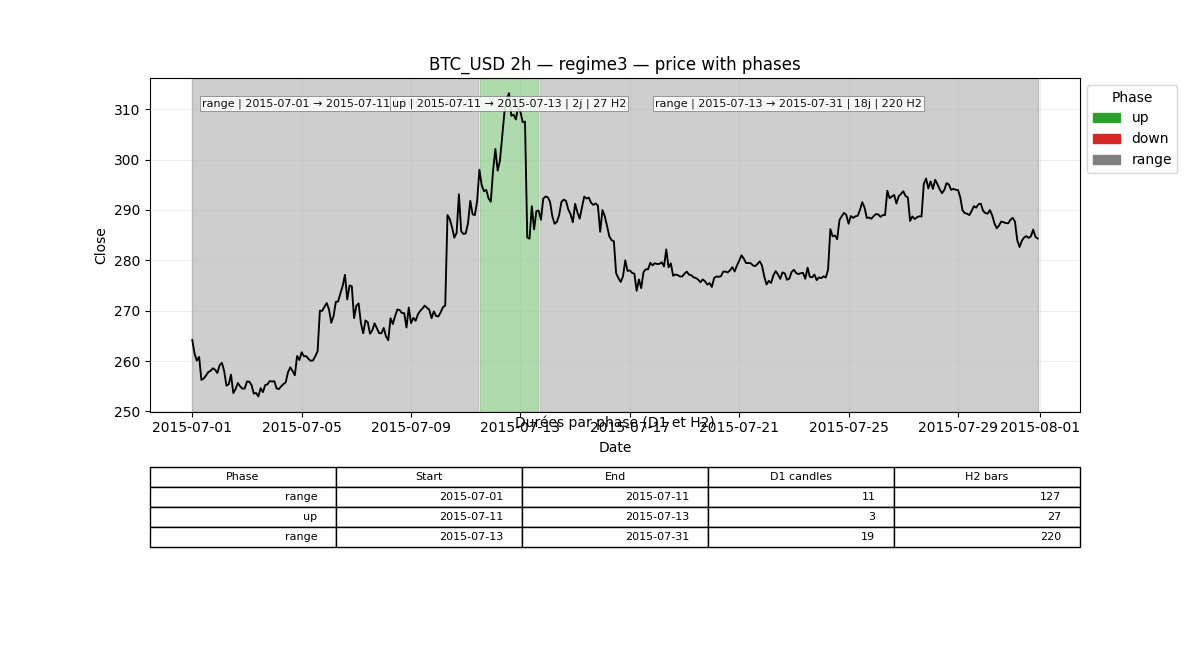 BTC_USD 2h — regime3 — price with phases
range | 2015-07-01 → 2015-07-11
up | 2015-07-11 → 2015-07-13 | 2j | 27 H2
range | 2015-07-13 → 2015-07-31 | 18j | 220 H2
Phase
up
down
range
310
300
290
280
270
260
250
Close
2015-07-01 2015-07-05 2015-07-09 2015-07-13 2015-07-17 2015-07-21 2015-07-25 2015-07-29 2015-08-01
Durées par phase (D1 et H2)
Date
Phase Start End D1 candles H2 bars
range 2015-07-01 2015-07-11 11 127
up 2015-07-11 2015-07-13 3 27
range 2015-07-13 2015-07-31 19 220